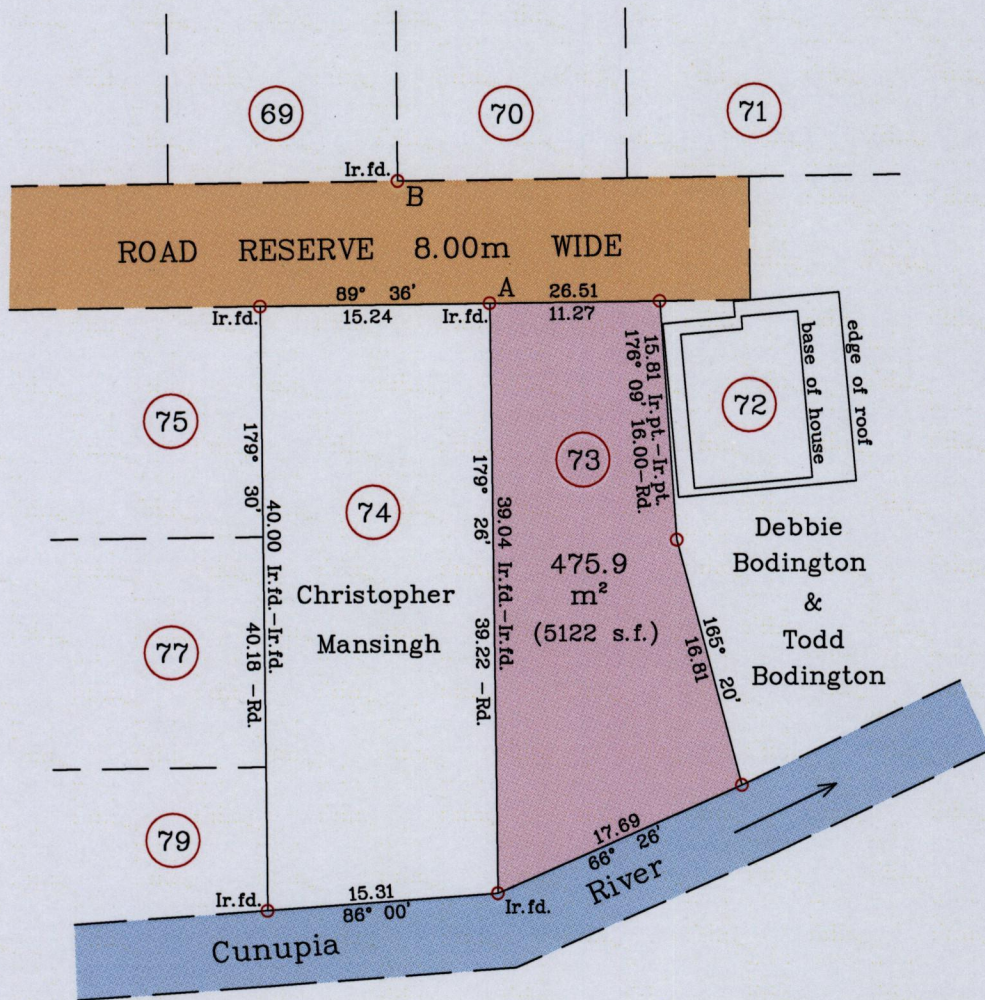 69
70
71
Ir.fd.
B
ROAD RESERVE 8.00m WIDE
89° 36'
15.24
A
26.51
11.27
Ir.fd.
Ir.fd.
75
179° 30'
40.00 Ir.fd.-Ir.fd.
40.18 -Rd.
74
Christopher
Mansingh
179° 26'
39.04 Ir.fd.-Ir.fd.
39.22 -Rd.
73
475.9
m²
(5122 s.f.)
15.81 Ir.pt.-Ir.pt.
176° 09' 16.00-Rd.
72
base of house
edge of roof
Debbie
Bodington
&
Todd
Bodington
165° 20'
16.81
77
79
Ir.fd.
15.31
86° 00'
Ir.fd.
17.69
66° 26'
Cunupia River